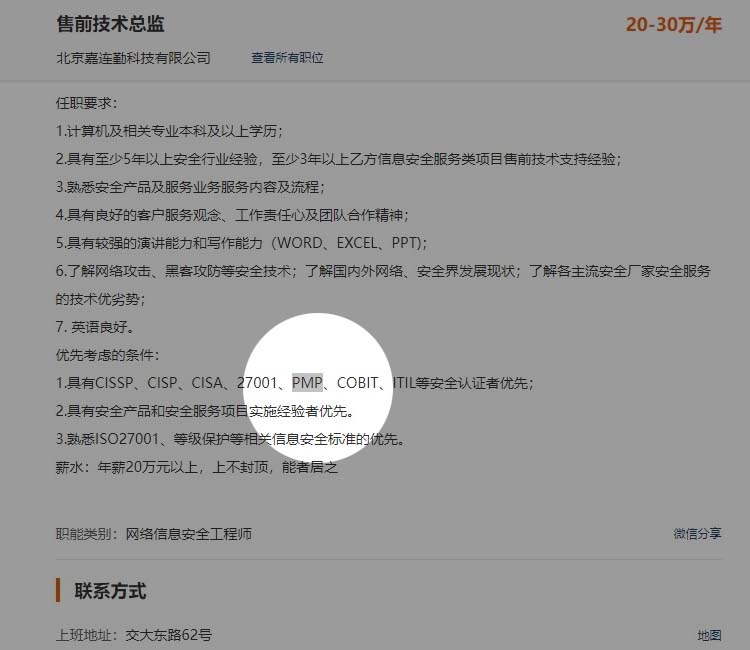 售前技术总监
20-30万/年
北京嘉连勤科技有限公司 查看所有职位
任职要求：
1.计算机及相关专业本科及以上学历；
2.具有至少5年以上安全行业经验，至少3年以上乙方信息安全服务类项目售前技术支持经验；
3.熟悉安全产品及服务业务服务内容及流程；
4.具有良好的客户服务观念、工作责任心及团队合作精神；
5.具有较强的演讲能力和写作能力（WORD、EXCEL、PPT)；
6.了解网络攻击、黑客攻防等安全技术；了解国内外网络、安全界发展现状；了解各主流安全厂家安全服务
的技术优劣势；
7. 英语良好。
优先考虑的条件：
1.具有CISSP、CISP、CISA、27001、PMP、COBIT、ITIL等安全认证者优先；
2.具有安全产品和安全服务项目实施经验者优先。
3.熟悉ISO27001、等级保护等相关信息安全标准的优先。
薪水：年薪20万元以上，上不封顶，能者居之
职能类别：网络信息安全工程师
微信分享
联系方式
上班地址：交大东路62号
地图